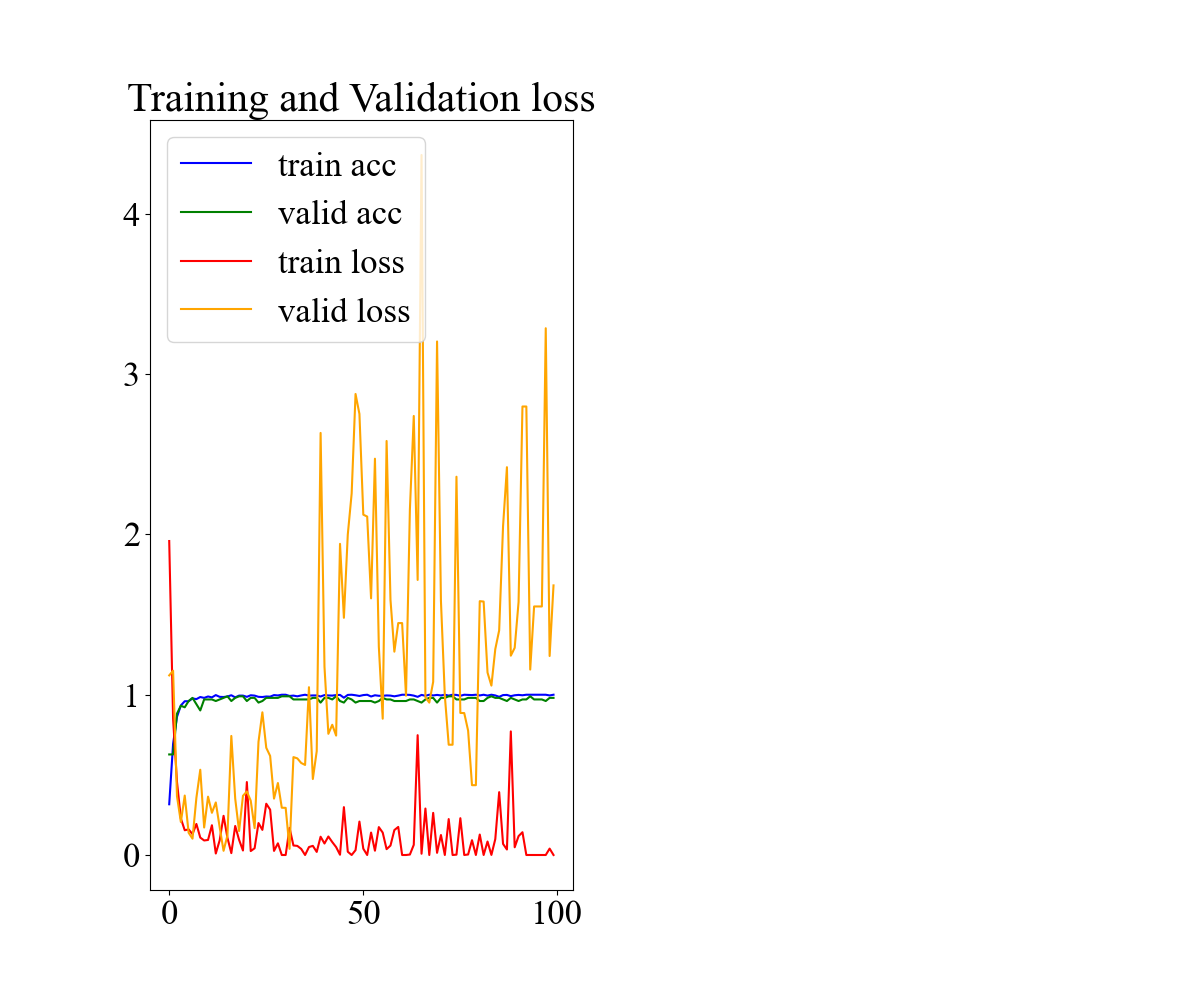 Training and Validation loss
train acc
valid acc
train loss
valid loss
4
3
2
1
0
0 50 100